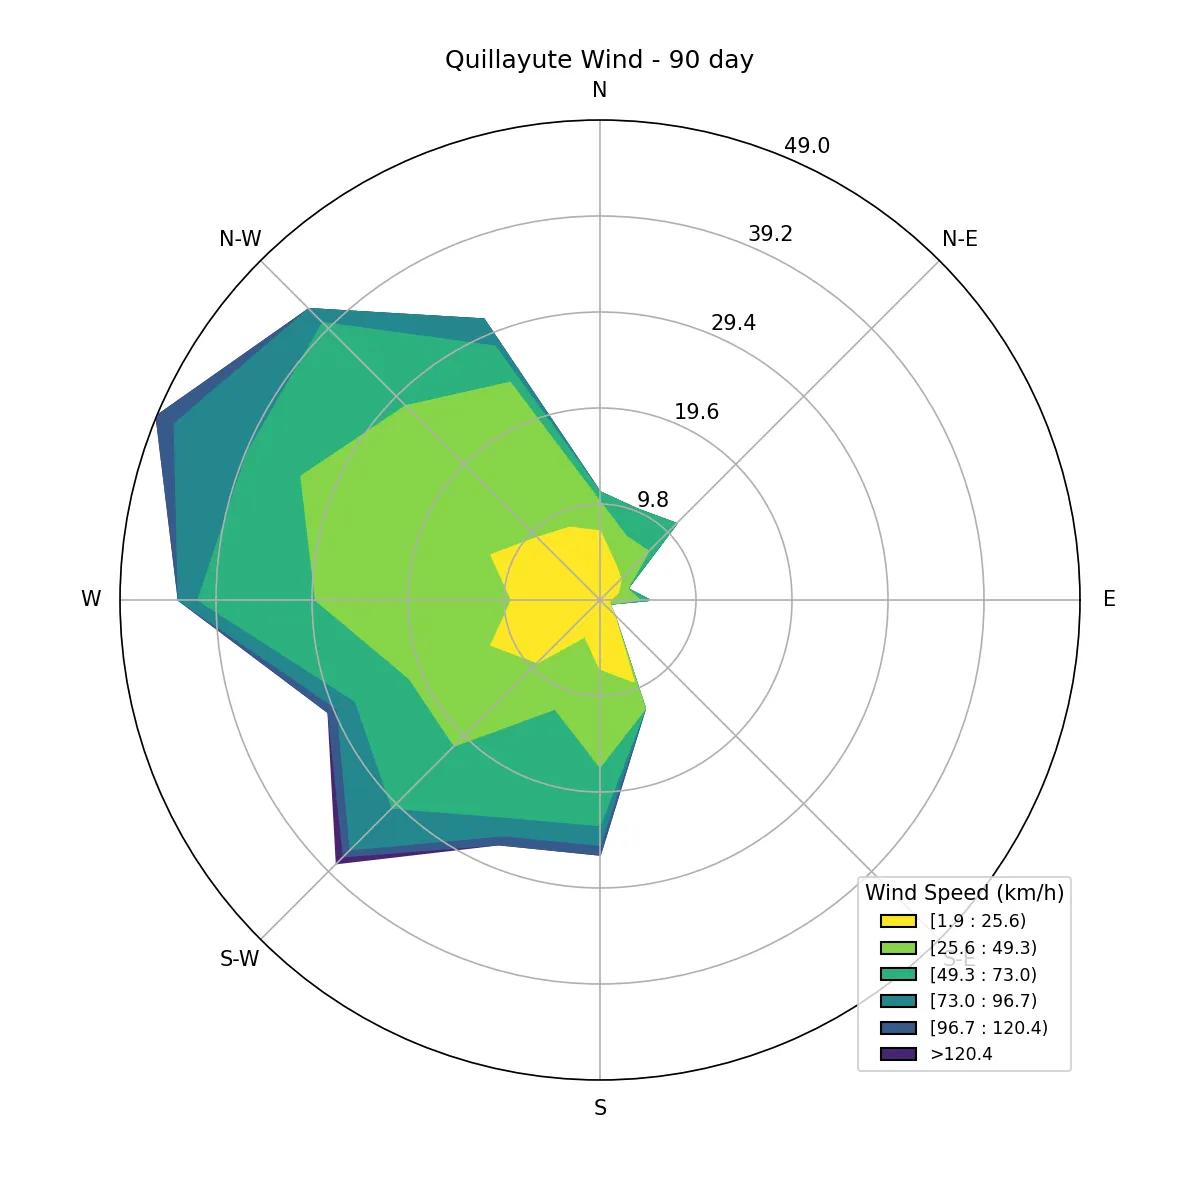 Quillayute Wind - 90 day
N
49.0
39.2
N-W
N-E
29.4
19.6
9.8
W
E
S-W
S-E
S
Wind Speed (km/h)
[1.9 : 25.6)
[25.6 : 49.3)
[49.3 : 73.0)
[73.0 : 96.7)
[96.7 : 120.4)
>120.4